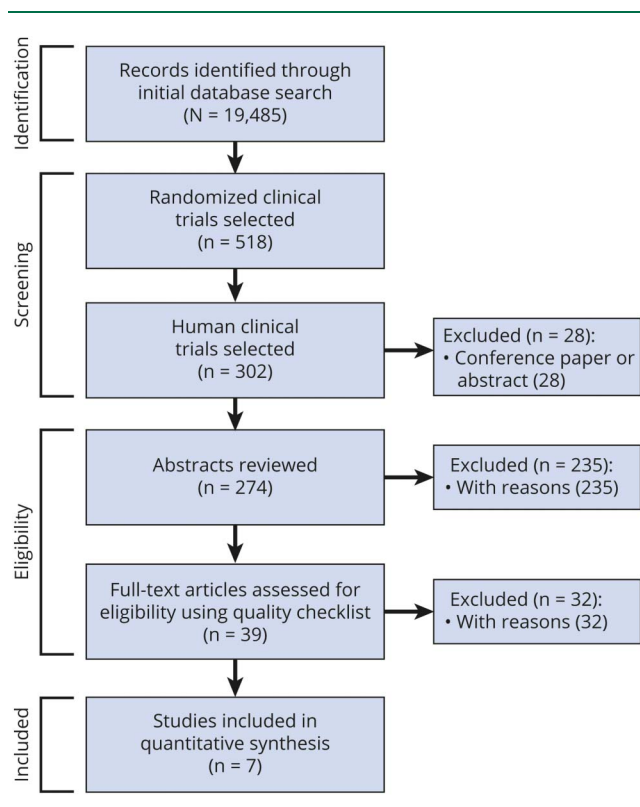 Identification
Records identified through
initial database search
(N = 19,485)
Screening
Randomized clinical
trials selected
(n = 518)
Human clinical
trials selected
(n = 302)
Excluded (n = 28):
• Conference paper or
abstract (28)
Eligibility
Abstracts reviewed
(n = 274)
Excluded (n = 235):
• With reasons (235)
Full-text articles assessed for
eligibility using quality checklist
(n = 39)
Excluded (n = 32):
• With reasons (32)
Included
Studies included in
quantitative synthesis
(n = 7)